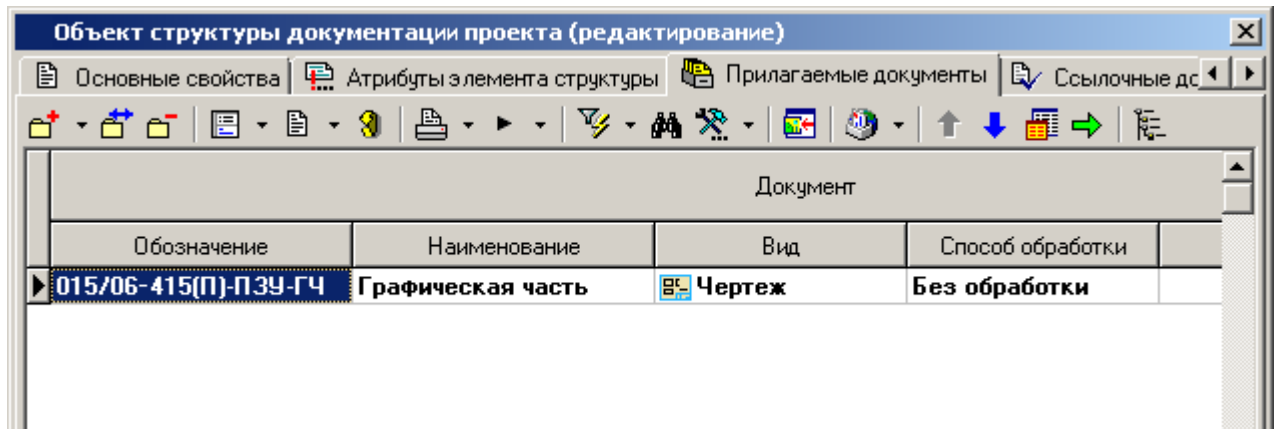 Объект структуры документации проекта (редактирование)
Основные свойства Атрибуты элемента структуры Прилагаемые документы Ссылочные дс
Документ
Обозначение Наименование Вид Способ обработки
015/06-415(П)-ПЗУ-ГЧ Графическая часть Чертеж Без обработки